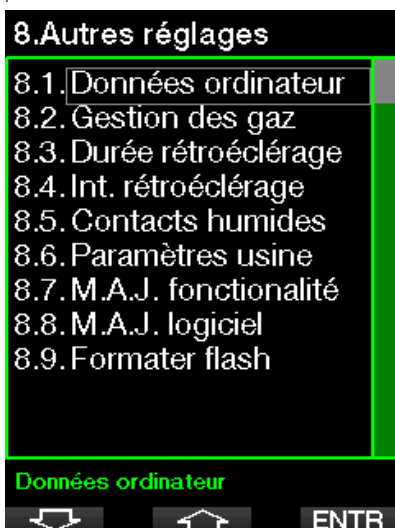 8.Autres réglages
8.1.Données ordinateur
8.2.Gestion des gaz
8.3.Durée rétroéclérage
8.4.Int. rétroéclérage
8.5.Contacts humides
8.6.Paramètres usine
8.7.M.A.J. fonctionalité
8.8.M.A.J. logiciel
8.9.Formater flash
Données ordinateur
ENTR